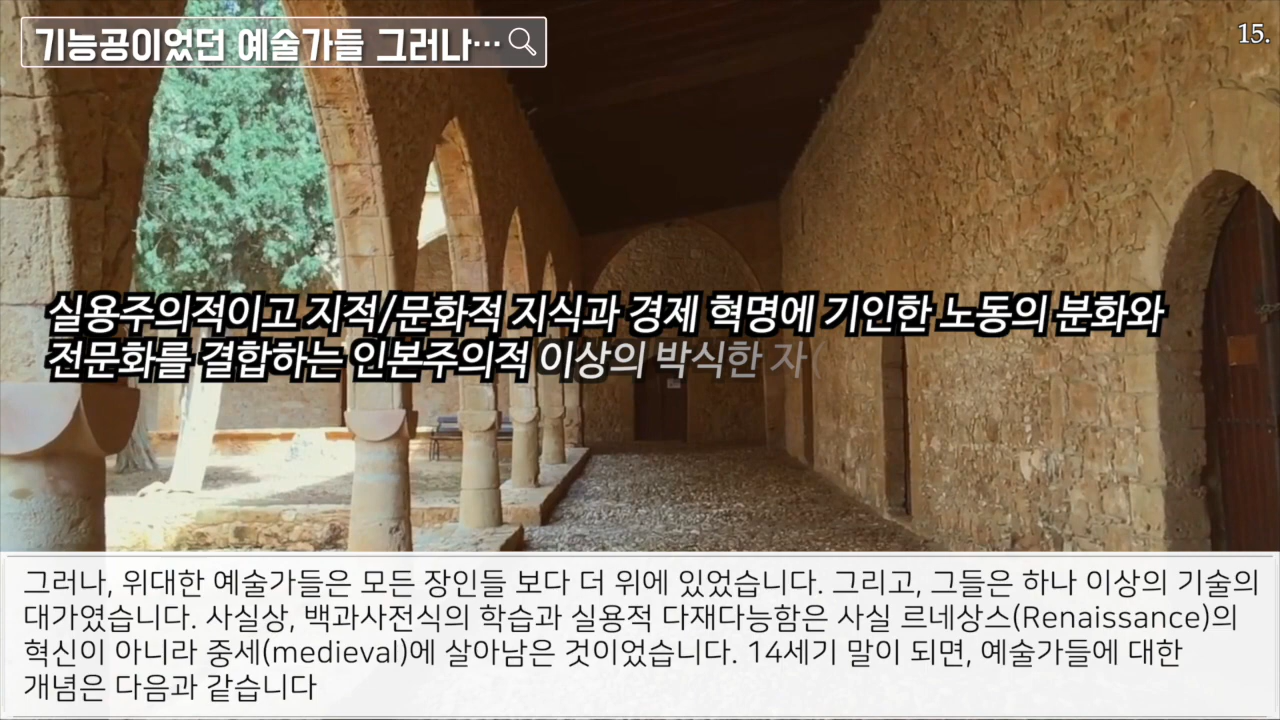 기능공이었던 예술가들 그러나…
15.
실용주의적이고 지적/문화적 지식과 경제 혁명에 기인한 노동의 분화와
전문화를 결합하는 인본주의적 이상의 박식한 자(
그러나, 위대한 예술가들은 모든 장인들 보다 더 위에 있었습니다. 그리고, 그들은 하나 이상의 기술의
대가였습니다. 사실상, 백과사전식의 학습과 실용적 다재다능함은 사실 르네상스(Renaissance)의
혁신이 아니라 중세(medieval)에 살아남은 것이었습니다. 14세기 말이 되면, 예술가들에 대한
개념은 다음과 같습니다